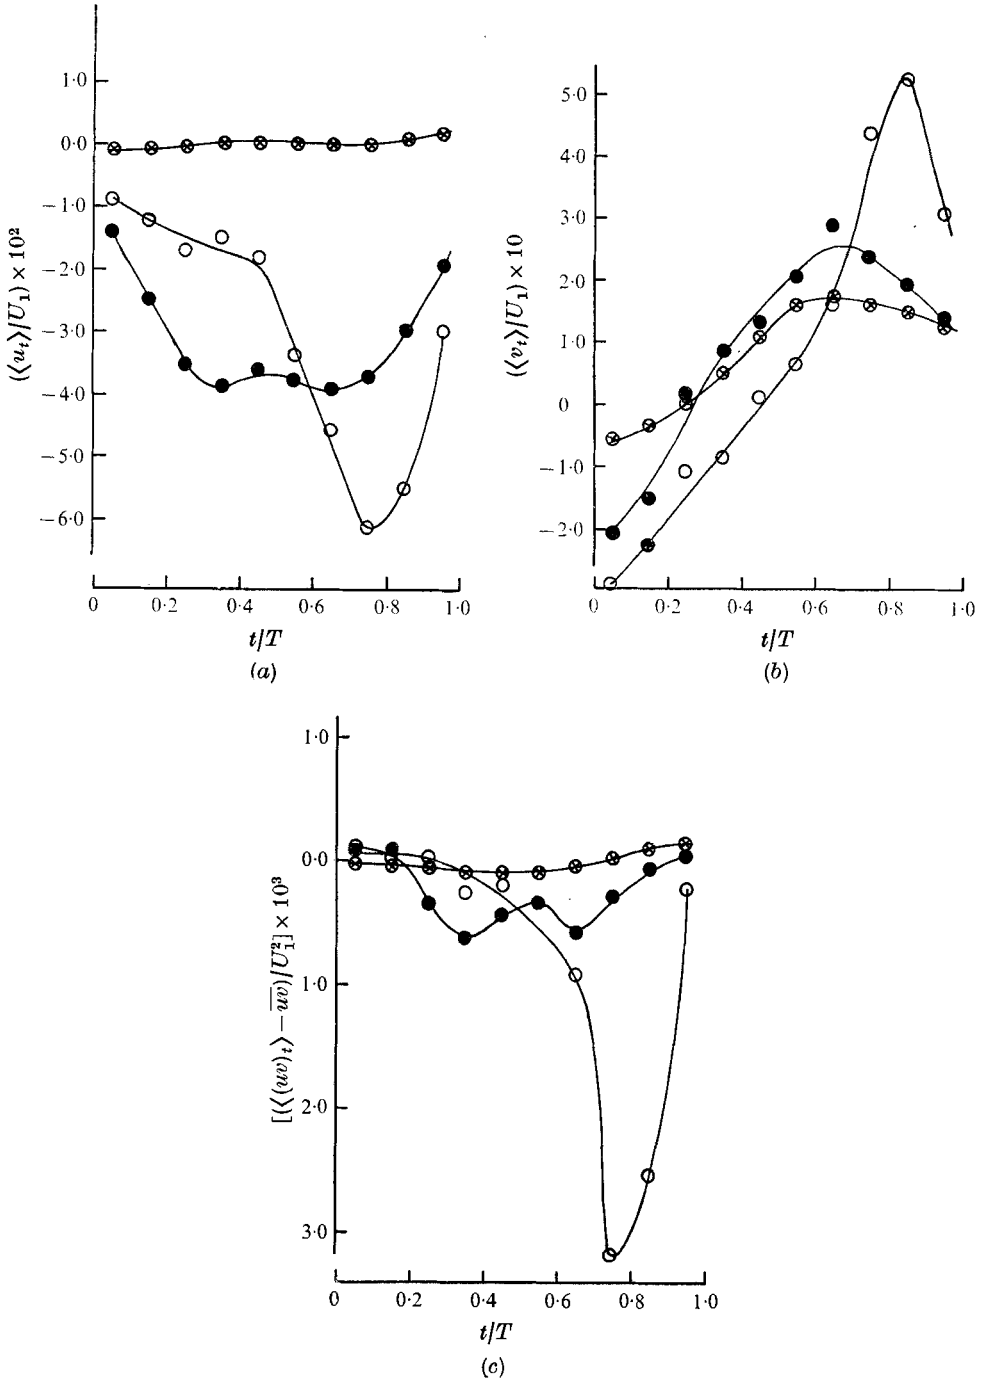 1·0
0·0
−1·0
−2·0
−3·0
−4·0
−5·0
−6·0
(⟨u_t⟩/U_1) × 10²
0 0·2 0·4 0·6 0·8 1·0
t/T
(a)
5·0
4·0
3·0
2·0
1·0
0
−1·0
−2·0
(⟨v_t⟩/U_1) × 10
0 0·2 0·4 0·6 0·8 1·0
t/T
(b)
1·0
0·0
1·0
2·0
3·0
[(⟨(uv)_t⟩ − \overline{uv})/U_1²] × 10³
0 0·2 0·4 0·6 0·8 1·0
t/T
(c)